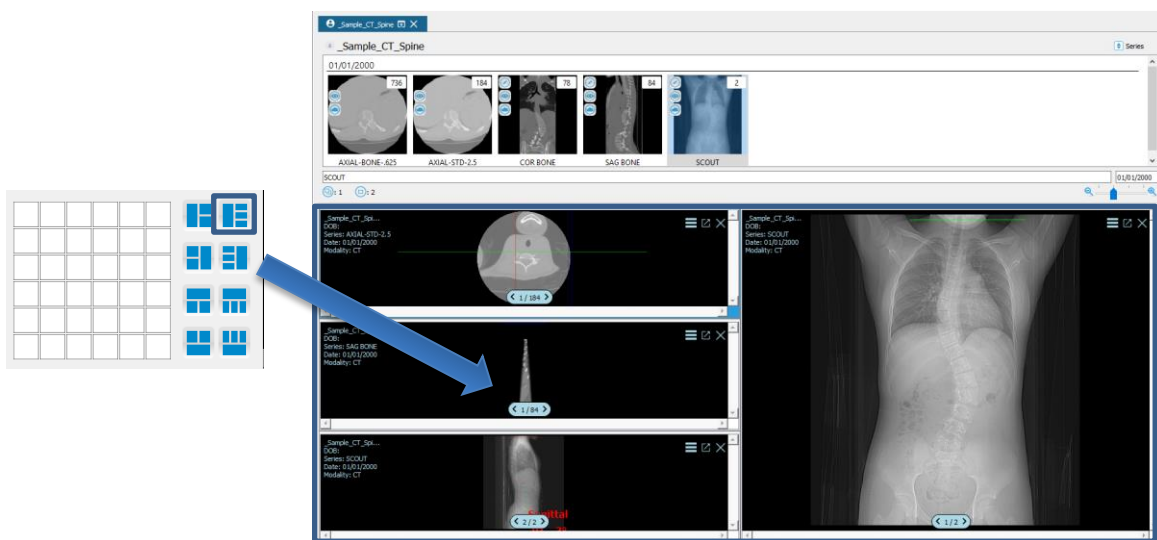 _Sample_CT_Spine
_Sample_CT_Spine
Series
01/01/2000
736
184
78
84
2
AXIAL-BONE-.625
AXIAL-STD-2.5
COR BONE
SAG BONE
SCOUT
SCOUT
01/01/2000
: 1
: 2
_Sample_CT_Spi...
DOB:
Series: AXIAL-STD-2.5
Date: 01/01/2000
Modality: CT
1 / 184
_Sample_CT_Spi...
DOB:
Series: SCOUT
Date: 01/01/2000
Modality: CT
DOB:
Series: SAG BONE
Date: 01/01/2000
Modality: CT
1 / 84
_Sample_CT_Spi...
DOB:
Series: SCOUT
Date: 01/01/2000
Modality: CT
2 / 2
1 / 2